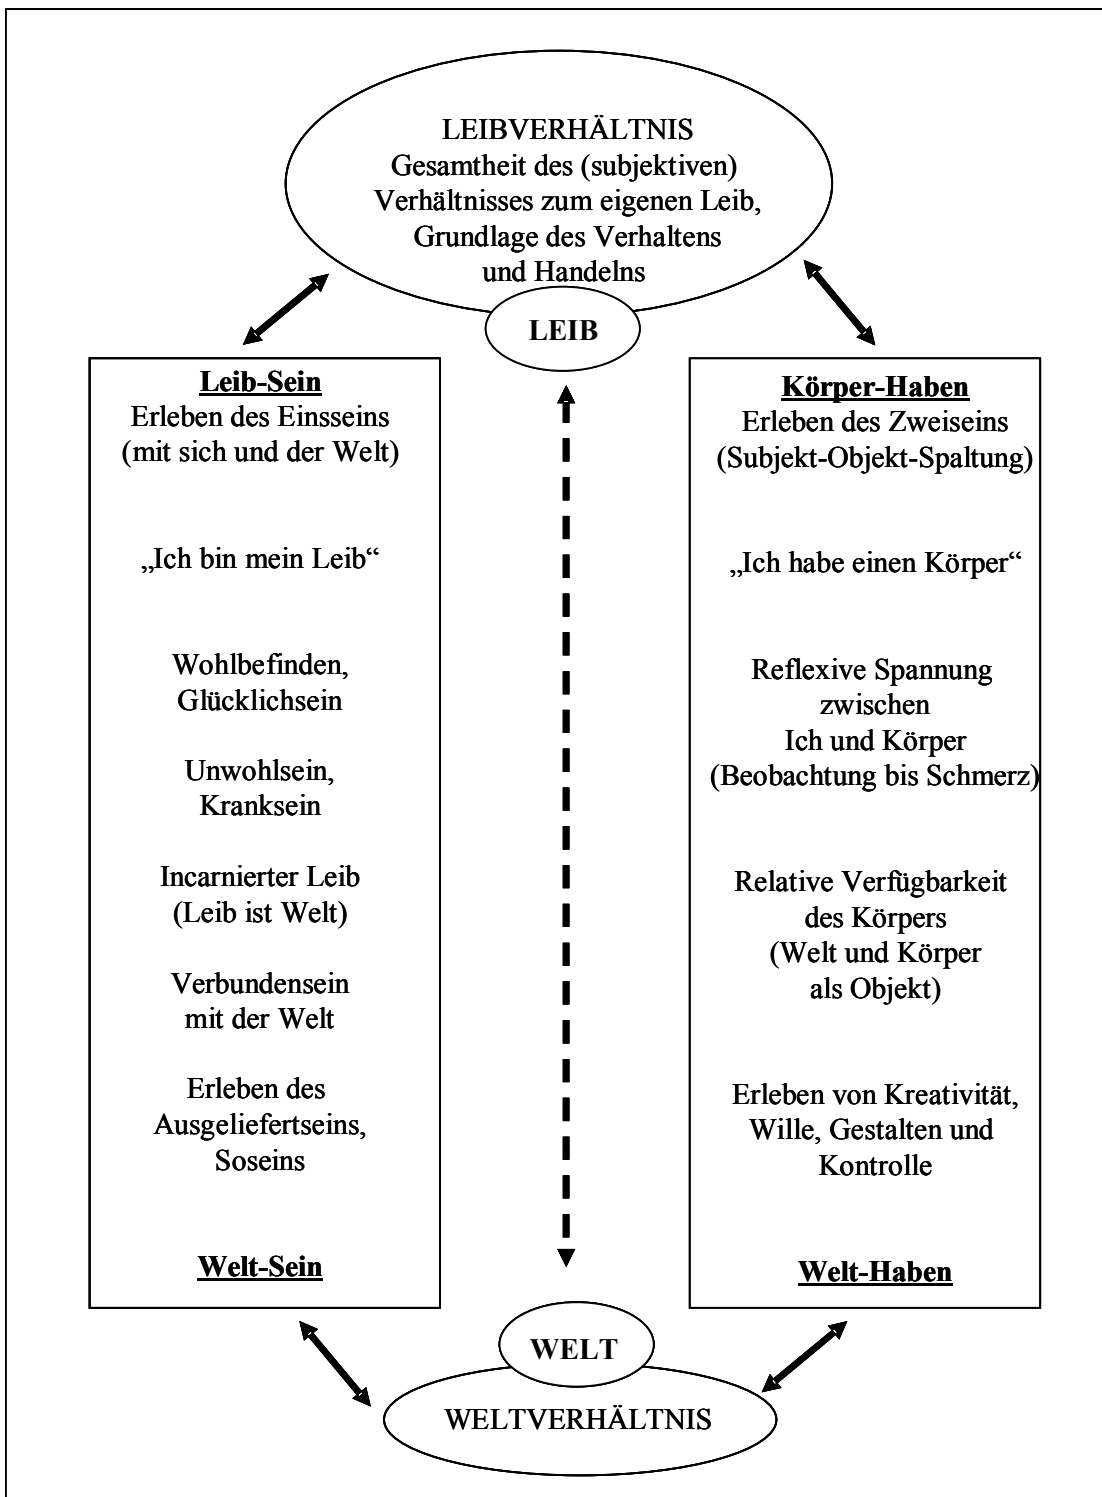 LEIBVERHÄLTNIS
Gesamtheit des (subjektiven)
Verhältnisses zum eigenen Leib,
Grundlage des Verhaltens
und Handelns
LEIB
Leib-Sein
Erleben des Einsseins
(mit sich und der Welt)
„Ich bin mein Leib“
Wohlbefinden,
Glücklichsein
Unwohlsein,
Kranksein
Incarnierter Leib
(Leib ist Welt)
Verbundensein
mit der Welt
Erleben des
Ausgeliefertseins,
Soseins
Welt-Sein
Körper-Haben
Erleben des Zweiseins
(Subjekt-Objekt-Spaltung)
„Ich habe einen Körper“
Reflexive Spannung
zwischen
Ich und Körper
(Beobachtung bis Schmerz)
Relative Verfügbarkeit
des Körpers
(Welt und Körper
als Objekt)
Erleben von Kreativität,
Wille, Gestalten und
Kontrolle
Welt-Haben
WELT
WELTVERHÄLTNIS